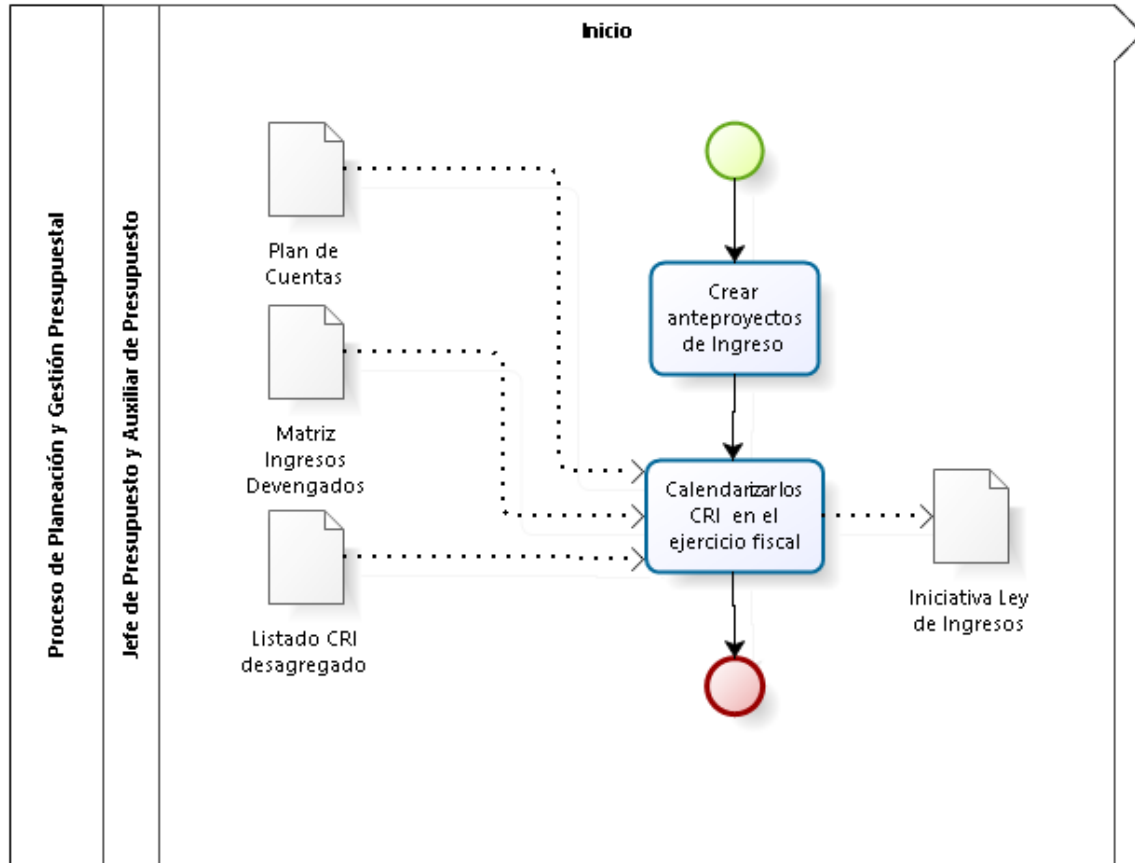 Inicio
Proceso de Planeación y Gestión Presupuestal
Jefe de Presupuesto y Auxiliar de Presupuesto
Plan de
Cuentas
Crear
anteproyectos
de Ingreso
Matriz
Ingresos
Devengados
Calendarizarlos
CRI en el
ejercicio fiscal
Listado CRI
desagregado
Iniciativa Ley
de Ingresos